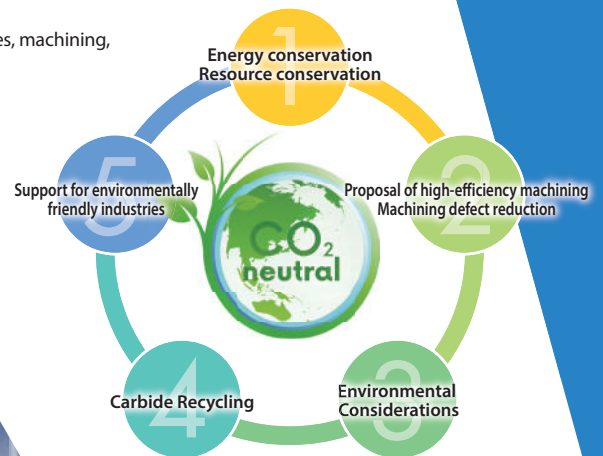 es, machining,
1
Energy conservation
Resource conservation
2
Proposal of high-efficiency machining
Machining defect reduction
3
Environmental
Considerations
4
Carbide Recycling
5
Support for environmentally
friendly industries
CO₂
neutral